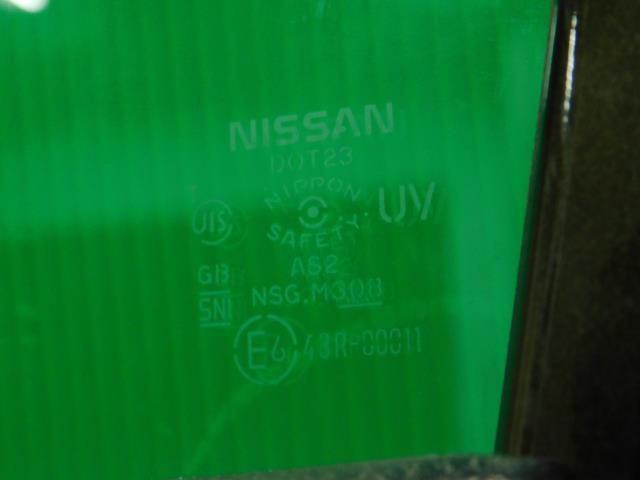 NISSAN
DOT23
NIPPON
SAFETY
JIS
UV
GB AS2
SNI NSG.M308
E6 43R-00011